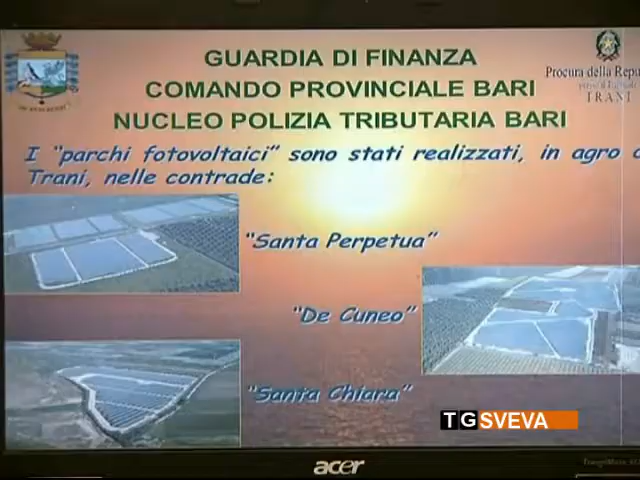 GUARDIA DI FINANZA
COMANDO PROVINCIALE BARI
NUCLEO POLIZIA TRIBUTARIA BARI
Procura della Repu
TRANI
I "parchi fotovoltaici" sono stati realizzati, in agro
Trani, nelle contrade:
"Santa Perpetua"
"De Cuneo"
"Santa Chiara"
TGSVEVA
acer